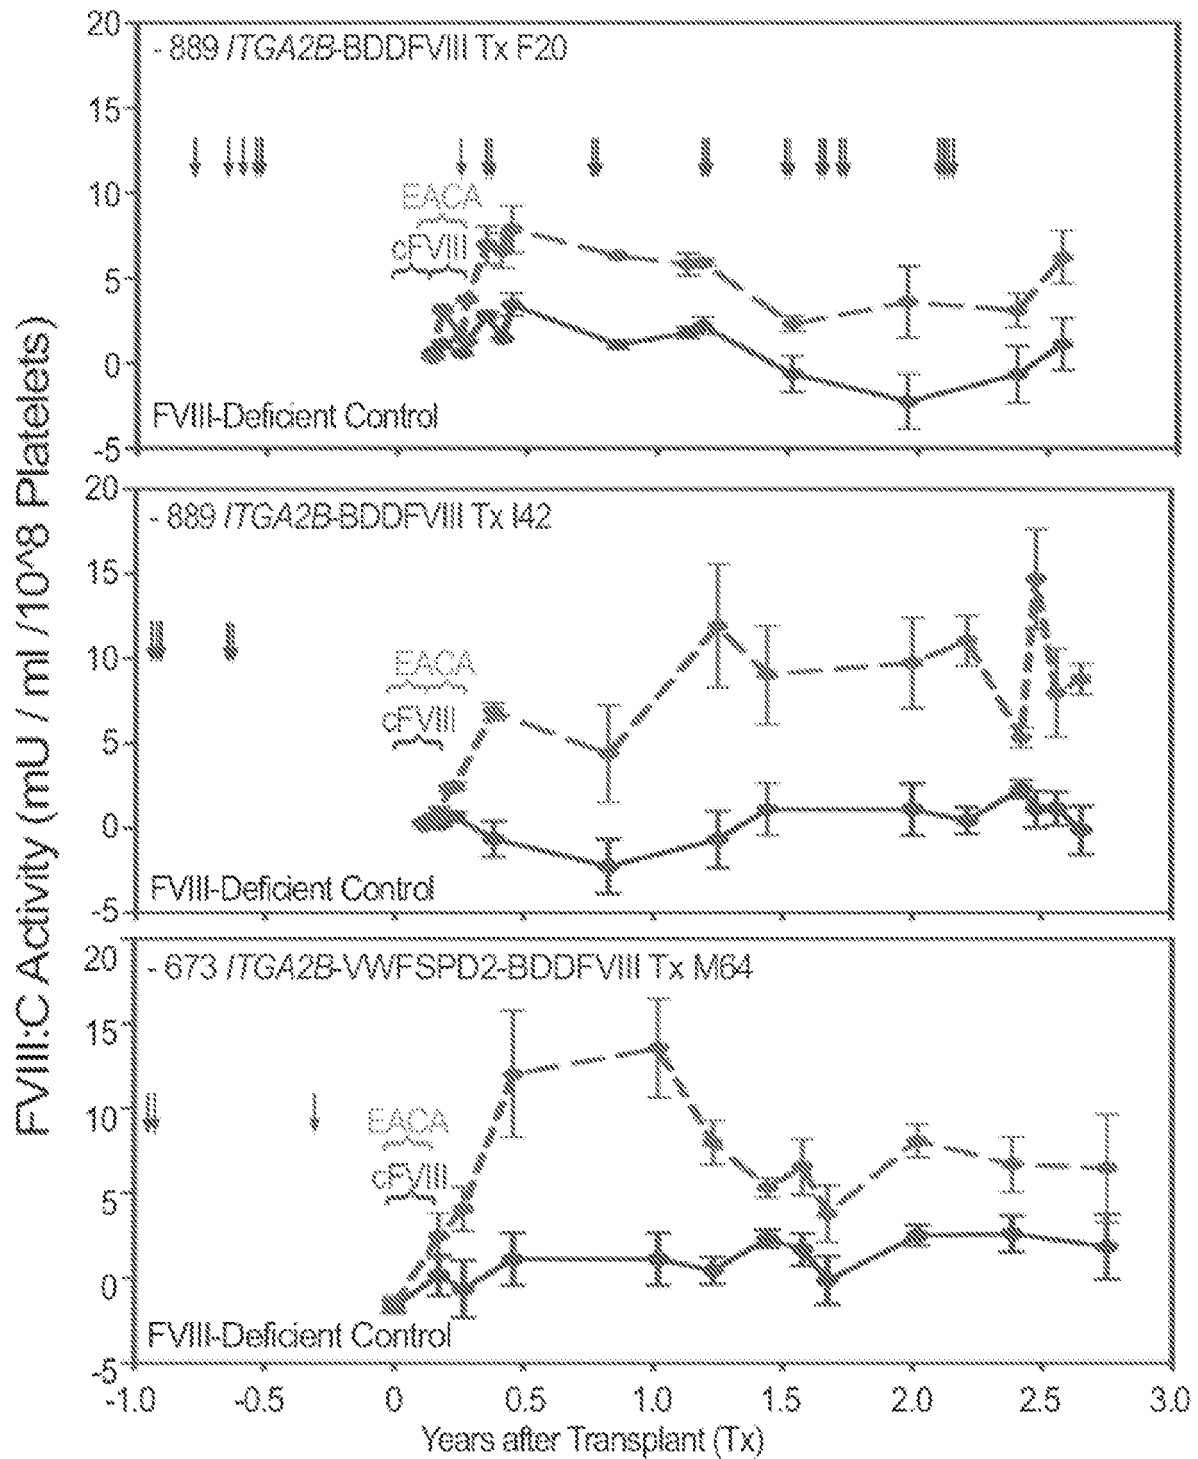 FVIII:C Activity (mU / ml /10^8 Platelets)
20
- 889 ITGA2B-BDDFVIII Tx F20
15
10
EACA
cFVIII
5
0
FVIII-Deficient Control
-5
20
- 889 ITGA2B-BDDFVIII Tx I42
15
10
EACA
cFVIII
5
0
FVIII-Deficient Control
-5
20
- 673 ITGA2B-VWFSPD2-BDDFVIII Tx M64
15
10
EACA
cFVIII
5
0
FVIII-Deficient Control
-5
-1.0 -0.5 0 0.5 1.0 1.5 2.0 2.5 3.0
Years after Transplant (Tx)